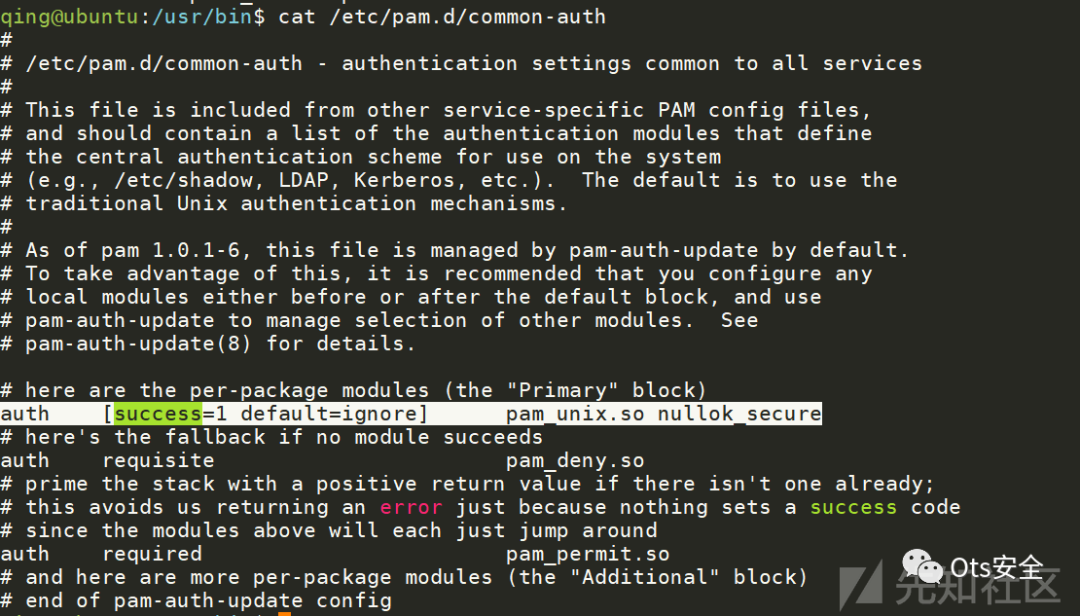 qing@ubuntu:/usr/bin$ cat /etc/pam.d/common-auth
#
# /etc/pam.d/common-auth - authentication settings common to all services
#
# This file is included from other service-specific PAM config files,
# and should contain a list of the authentication modules that define
# the central authentication scheme for use on the system
# (e.g., /etc/shadow, LDAP, Kerberos, etc.).  The default is to use the
# traditional Unix authentication mechanisms.
#
# As of pam 1.0.1-6, this file is managed by pam-auth-update by default.
# To take advantage of this, it is recommended that you configure any
# local modules either before or after the default block, and use
# pam-auth-update to manage selection of other modules.  See
# pam-auth-update(8) for details.
# here are the per-package modules (the "Primary" block)
auth    [success=1 default=ignore]      pam_unix.so nullok_secure
# here's the fallback if no module succeeds
auth    requisite                       pam_deny.so
# prime the stack with a positive return value if there isn't one already;
# this avoids us returning an error just because nothing sets a success code
# since the modules above will each just jump around
auth    required                        pam_permit.so
# and here are more per-package modules (the "Additional" block)
# end of pam-auth-update config
Ots安全
先知社区